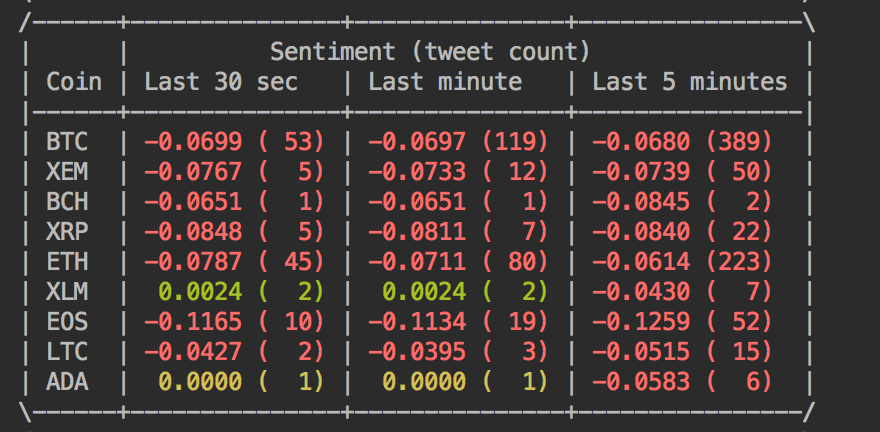 /------+---------------+---------------+----------------\
|      |          Sentiment (tweet count)               |
| Coin | Last 30 sec   | Last minute   | Last 5 minutes |
|------+---------------+---------------+----------------|
| BTC  | -0.0699 ( 53) | -0.0697 (119) | -0.0680 (389)  |
| XEM  | -0.0767 (  5) | -0.0733 ( 12) | -0.0739 ( 50)  |
| BCH  | -0.0651 (  1) | -0.0651 (  1) | -0.0845 (  2)  |
| XRP  | -0.0848 (  5) | -0.0811 (  7) | -0.0840 ( 22)  |
| ETH  | -0.0787 ( 45) | -0.0711 ( 80) | -0.0614 (223)  |
| XLM  |  0.0024 (  2) |  0.0024 (  2) | -0.0430 (  7)  |
| EOS  | -0.1165 ( 10) | -0.1134 ( 19) | -0.1259 ( 52)  |
| LTC  | -0.0427 (  2) | -0.0395 (  3) | -0.0515 ( 15)  |
| ADA  |  0.0000 (  1) |  0.0000 (  1) | -0.0583 (  6)  |
\------+---------------+---------------+----------------/